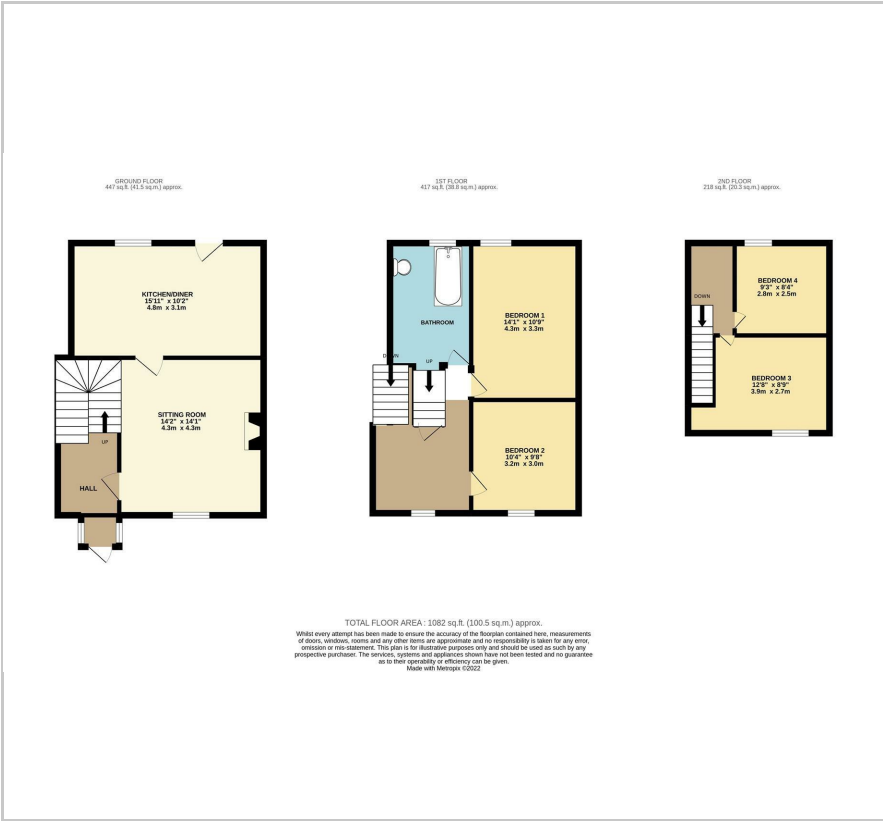 GROUND FLOOR
447 sq.ft. (41.5 sq.m.) approx.
KITCHEN/DINER
15'11" x 10'2"
4.8m x 3.1m
SITTING ROOM
14'2" x 14'1"
4.3m x 4.3m
UP
HALL
1ST FLOOR
417 sq.ft. (38.8 sq.m.) approx.
BATHROOM
BEDROOM 1
14'1" x 10'9"
4.3m x 3.3m
DOWN
UP
BEDROOM 2
10'4" x 9'8"
3.2m x 3.0m
2ND FLOOR
218 sq.ft. (20.3 sq.m.) approx.
BEDROOM 4
9'3" x 8'4"
2.8m x 2.5m
DOWN
BEDROOM 3
12'8" x 8'9"
3.9m x 2.7m
TOTAL FLOOR AREA : 1082 sq.ft. (100.5 sq.m.) approx.
Whilst every attempt has been made to ensure the accuracy of the floorplan contained here, measurements
of doors, windows, rooms and any other items are approximate and no responsibility is taken for any error,
omission or mis-statement. This plan is for illustrative purposes only and should be used as such by any
prospective purchaser. The services, systems and appliances shown have not been tested and no guarantee
as to their operability or efficiency can be given.
Made with Metropix ©2022